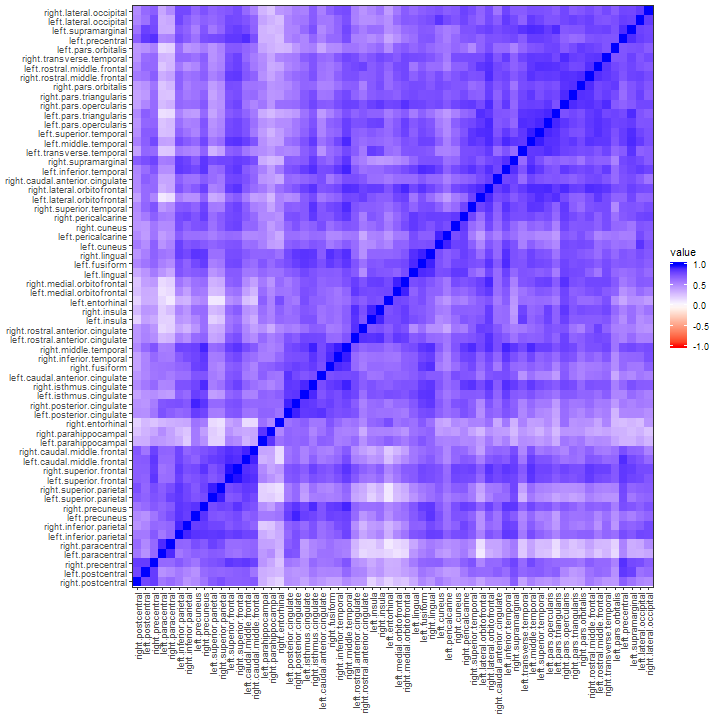 right.lateral.occipital
left.lateral.occipital
left.supramarginal
left.precentral
left.pars.orbitalis
right.transverse.temporal
left.rostral.middle.frontal
right.rostral.middle.frontal
right.pars.orbitalis
right.pars.triangularis
right.pars.opercularis
left.pars.triangularis
left.pars.opercularis
left.superior.temporal
left.middle.temporal
left.transverse.temporal
right.supramarginal
left.inferior.temporal
right.caudal.anterior.cingulate
right.lateral.orbitofrontal
left.lateral.orbitofrontal
right.superior.temporal
right.pericalcarine
right.cuneus
left.pericalcarine
left.cuneus
right.lingual
left.fusiform
left.lingual
right.medial.orbitofrontal
left.medial.orbitofrontal
left.entorhinal
right.insula
left.insula
right.rostral.anterior.cingulate
left.rostral.anterior.cingulate
right.middle.temporal
right.inferior.temporal
right.fusiform
left.caudal.anterior.cingulate
right.isthmus.cingulate
left.isthmus.cingulate
right.posterior.cingulate
left.posterior.cingulate
right.entorhinal
right.parahippocampal
left.parahippocampal
right.caudal.middle.frontal
left.caudal.middle.frontal
right.superior.frontal
left.superior.frontal
right.superior.parietal
left.superior.parietal
right.precuneus
left.precuneus
right.inferior.parietal
left.inferior.parietal
right.paracentral
left.paracentral
right.precentral
left.postcentral
right.postcentral
value
1.0
0.5
0.0
-0.5
-1.0
right.postcentral
left.postcentral
right.precentral
left.paracentral
right.paracentral
left.inferior.parietal
right.inferior.parietal
left.precuneus
right.precuneus
left.superior.parietal
right.superior.parietal
left.superior.frontal
right.superior.frontal
left.caudal.middle.frontal
right.caudal.middle.frontal
left.parahippocampal
right.parahippocampal
right.entorhinal
left.posterior.cingulate
right.posterior.cingulate
left.isthmus.cingulate
right.isthmus.cingulate
left.caudal.anterior.cingulate
right.fusiform
right.inferior.temporal
right.middle.temporal
left.rostral.anterior.cingulate
right.rostral.anterior.cingulate
left.insula
right.insula
left.entorhinal
left.medial.orbitofrontal
right.medial.orbitofrontal
left.lingual
left.fusiform
right.lingual
left.cuneus
left.pericalcarine
right.cuneus
right.pericalcarine
right.superior.temporal
left.lateral.orbitofrontal
right.lateral.orbitofrontal
right.caudal.anterior.cingulate
left.inferior.temporal
right.supramarginal
left.transverse.temporal
left.middle.temporal
left.superior.temporal
left.pars.opercularis
left.pars.triangularis
right.pars.opercularis
right.pars.triangularis
right.pars.orbitalis
right.rostral.middle.frontal
left.rostral.middle.frontal
right.transverse.temporal
left.pars.orbitalis
left.precentral
left.supramarginal
left.lateral.occipital
right.lateral.occipital